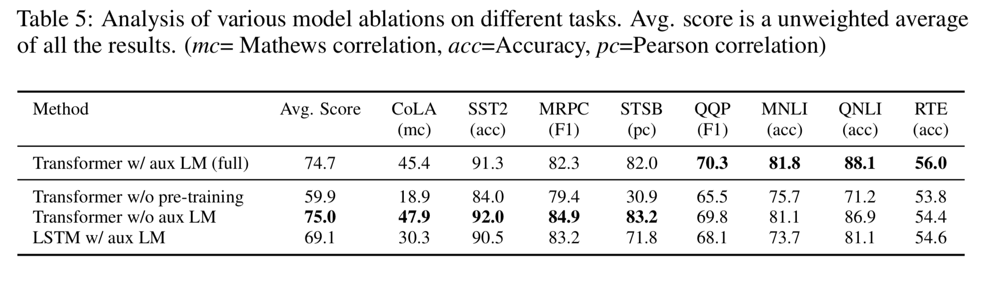 Table 5: Analysis of various model ablations on different tasks. Avg. score is a unweighted average
of all the results. (mc= Mathews correlation, acc=Accuracy, pc=Pearson correlation)
Method Avg. Score CoLA SST2 MRPC STSB QQP MNLI QNLI RTE
(mc) (acc) (F1) (pc) (F1) (acc) (acc) (acc)
Transformer w/ aux LM (full) 74.7 45.4 91.3 82.3 82.0 70.3 81.8 88.1 56.0
Transformer w/o pre-training 59.9 18.9 84.0 79.4 30.9 65.5 75.7 71.2 53.8
Transformer w/o aux LM 75.0 47.9 92.0 84.9 83.2 69.8 81.1 86.9 54.4
LSTM w/ aux LM 69.1 30.3 90.5 83.2 71.8 68.1 73.7 81.1 54.6